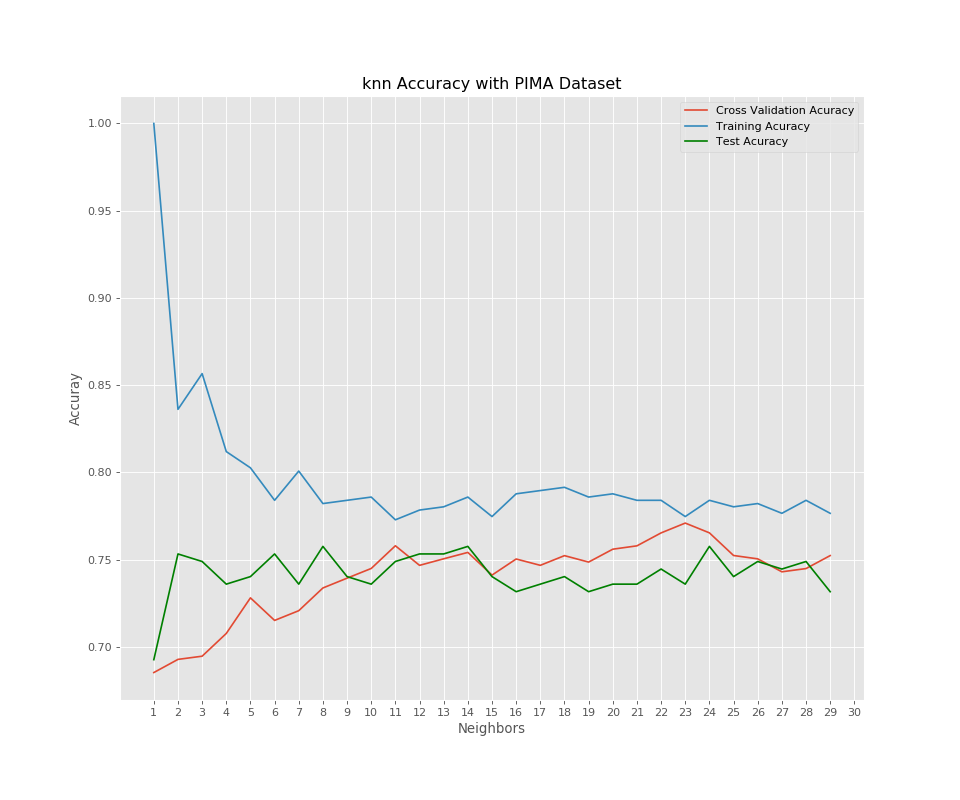 knn Accuracy with PIMA Dataset
Cross Validation Acuracy
Training Acuracy
Test Acuracy
1.00
0.95
0.90
0.85
0.80
0.75
0.70
Accuray
1 2 3 4 5 6 7 8 9 10 11 12 13 14 15 16 17 18 19 20 21 22 23 24 25 26 27 28 29 30
Neighbors